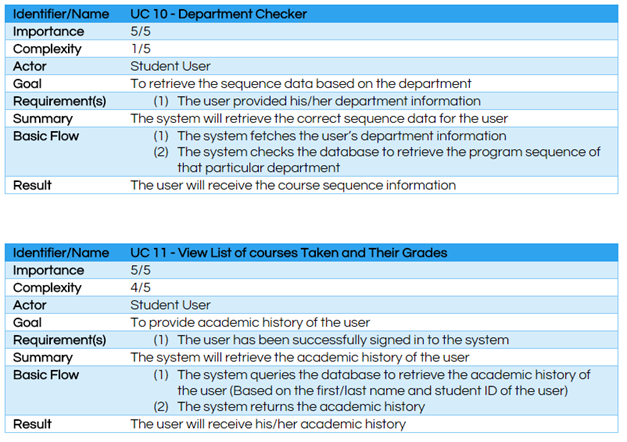 Identifier/Name UC 10 - Department Checker
Importance 5/5
Complexity 1/5
Actor Student User
Goal To retrieve the sequence data based on the department
Requirement(s) (1) The user provided his/her department information
Summary The system will retrieve the correct sequence data for the user
Basic Flow (1) The system fetches the user's department information
(2) The system checks the database to retrieve the program sequence of
that particular department
Result The user will receive the course sequence information
Identifier/Name UC 11 - View List of courses Taken and Their Grades
Importance 5/5
Complexity 4/5
Actor Student User
Goal To provide academic history of the user
Requirement(s) (1) The user has been successfully signed in to the system
Summary The system will retrieve the academic history of the user
Basic Flow (1) The system queries the database to retrieve the academic history of
the user (Based on the first/last name and student ID of the user)
(2) The system returns the academic history
Result The user will receive his/her academic history